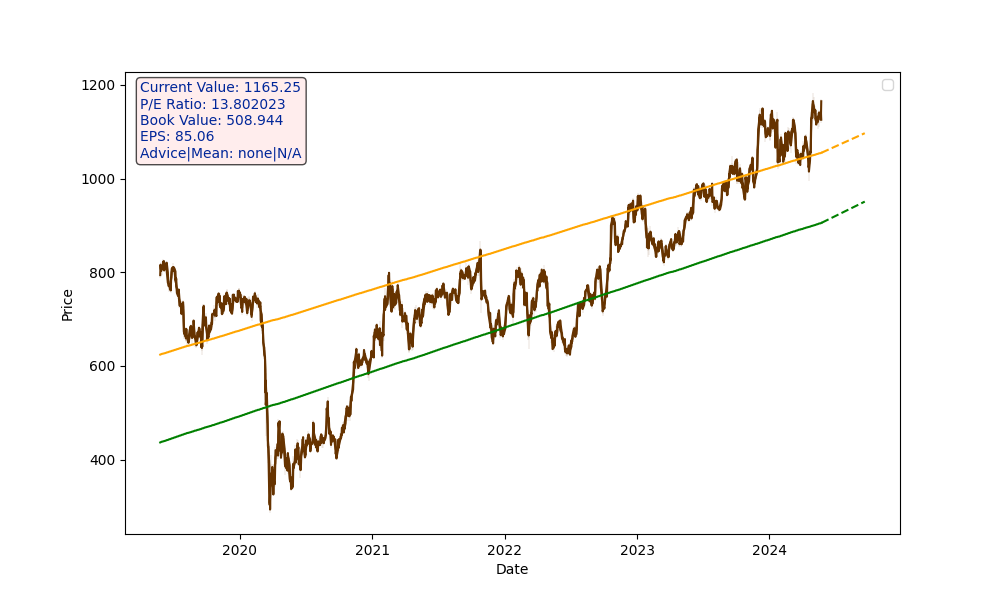 1200
1000
800
600
400
Price
Current Value: 1165.25
P/E Ratio: 13.802023
Book Value: 508.944
EPS: 85.06
Advice|Mean: none|N/A
2020
2021
2022
2023
2024
Date